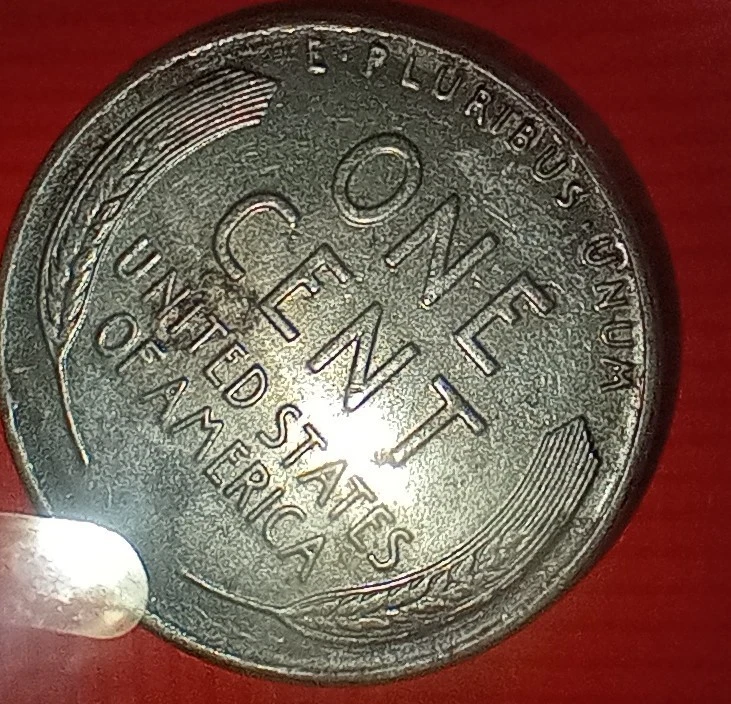 E · PLURIBUS · UNUM
ONE
CENT
UNITED STATES
OF AMERICA